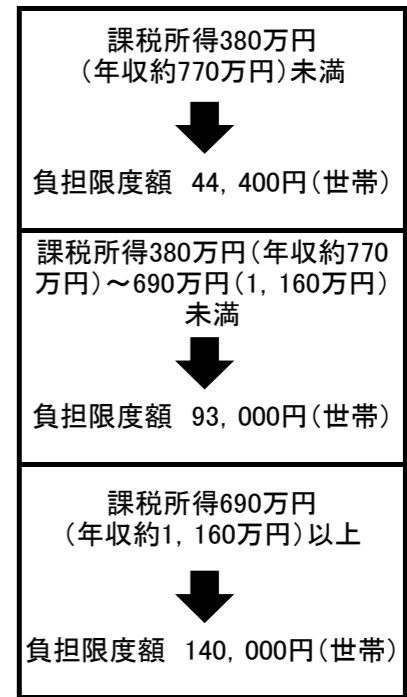 課税所得380万円
（年収約770万円）未満
負担限度額 44，400円（世帯）
課税所得380万円（年収約770
万円）～690万円（1，160万円）
未満
負担限度額 93，000円（世帯）
課税所得690万円
（年収約1，160万円）以上
負担限度額 140，000円（世帯）